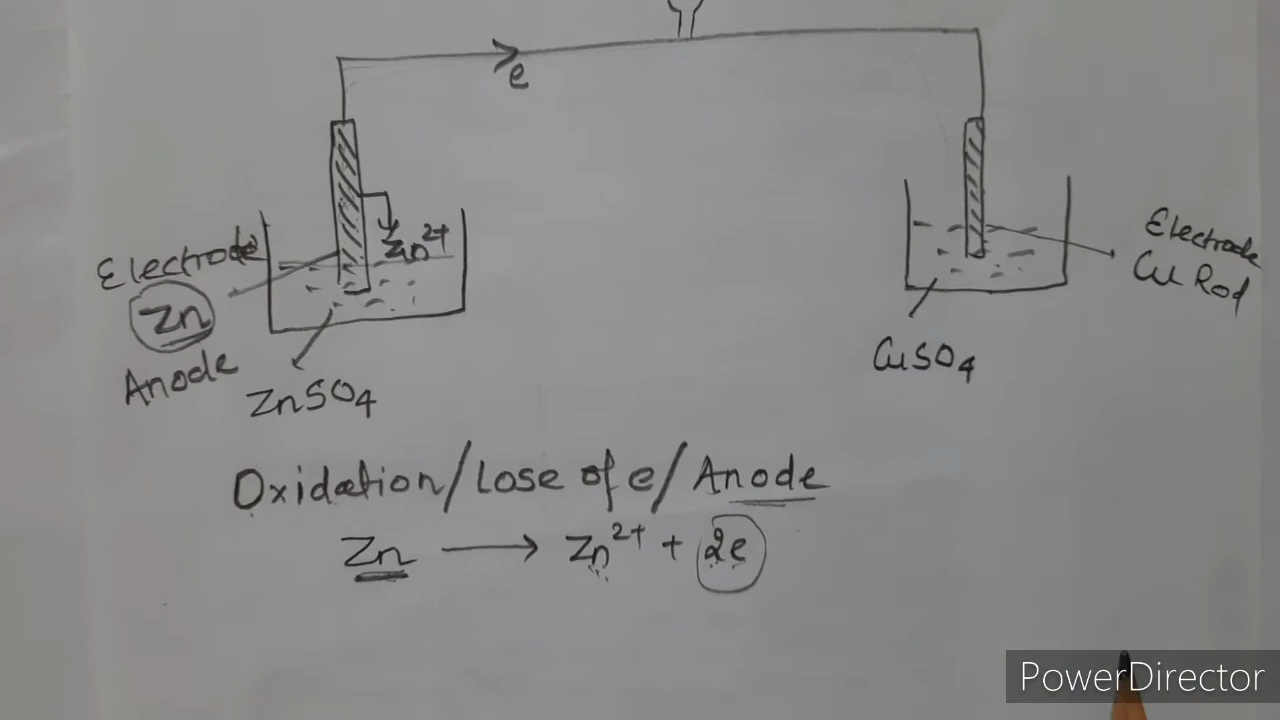 e
Zn2+
Electrode
Zn
Anode
ZnSO4
Electrode
Cu Rod
CuSO4
Oxidation/Lose of e/Anode
Zn → Zn2+ + 2e
PowerDirector